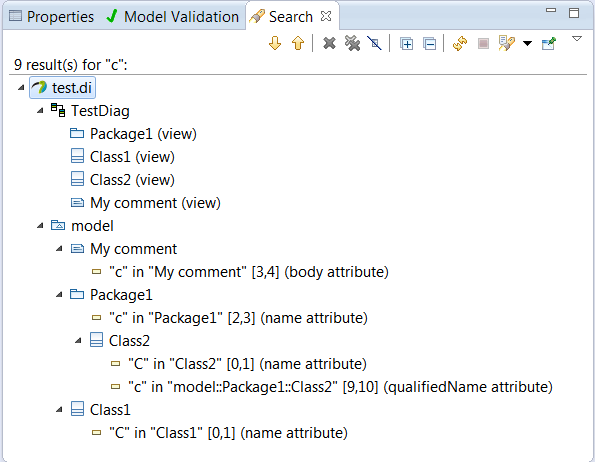 Properties Model Validation Search
9 result(s) for "c":
test.di
TestDiag
Package1 (view)
Class1 (view)
Class2 (view)
My comment (view)
model
My comment
"c" in "My comment" [3,4] (body attribute)
Package1
"c" in "Package1" [2,3] (name attribute)
Class2
"C" in "Class2" [0,1] (name attribute)
"c" in "model::Package1::Class2" [9,10] (qualifiedName attribute)
Class1
"C" in "Class1" [0,1] (name attribute)